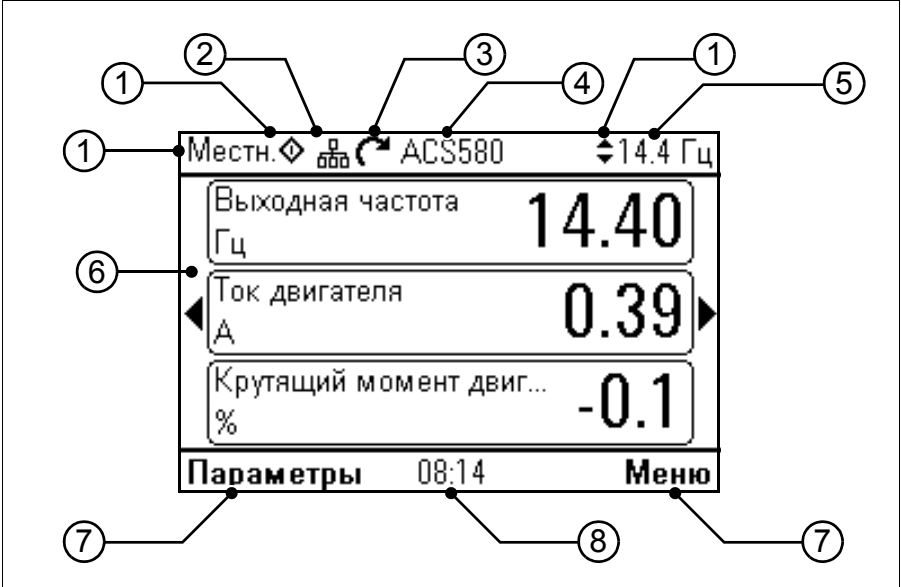 2 3 1
1 4 5
1 Местн. ACS580 14.4 Гц
Выходная частота 14.40
Гц
6
Ток двигателя 0.39
A
Крутящий момент двиг... -0.1
%
Параметры 08:14 Меню
7 8 7